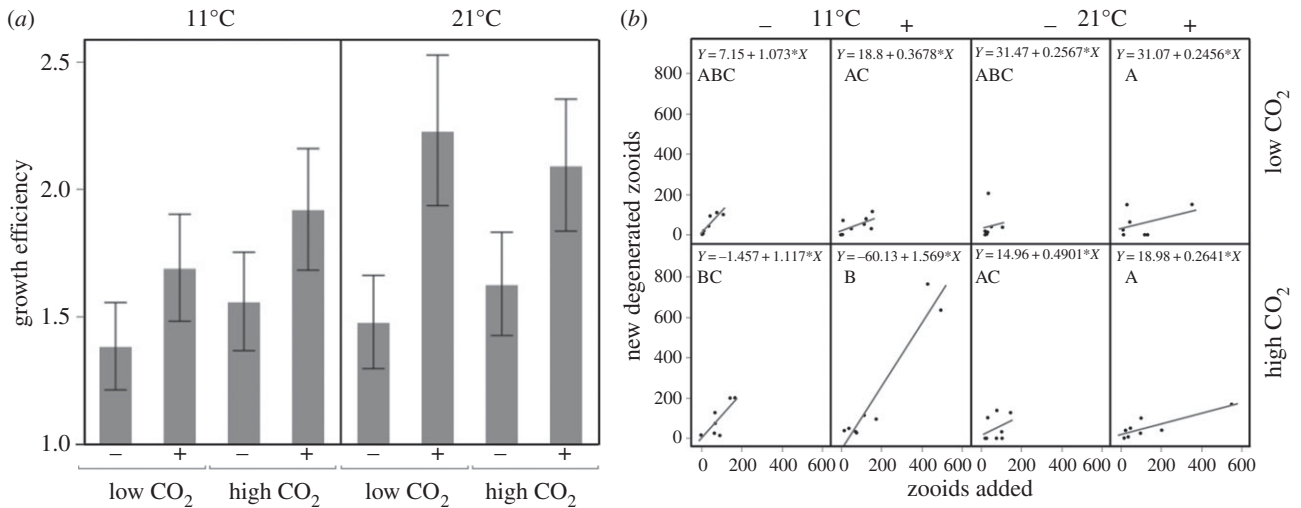 (a)
11°C
21°C
2.5
2.0
1.5
1.0
growth efficiency
– + – + – + – +
low CO₂ high CO₂ low CO₂ high CO₂
(b)
– 11°C + – 21°C +
Y = 7.15 + 1.073*X
ABC
Y = 18.8 + 0.3678*X
AC
Y = 31.47 + 0.2567*X
ABC
Y = 31.07 + 0.2456*X
A
800
600
400
200
0
low CO₂
Y = −1.457 + 1.117*X
BC
Y = −60.13 + 1.569*X
B
Y = 14.96 + 0.4901*X
AC
Y = 18.98 + 0.2641*X
A
800
600
400
200
0
high CO₂
new degenerated zooids
0 200 400 600 0 200 400 600 0 200 400 600 0 200 400 600
zooids added